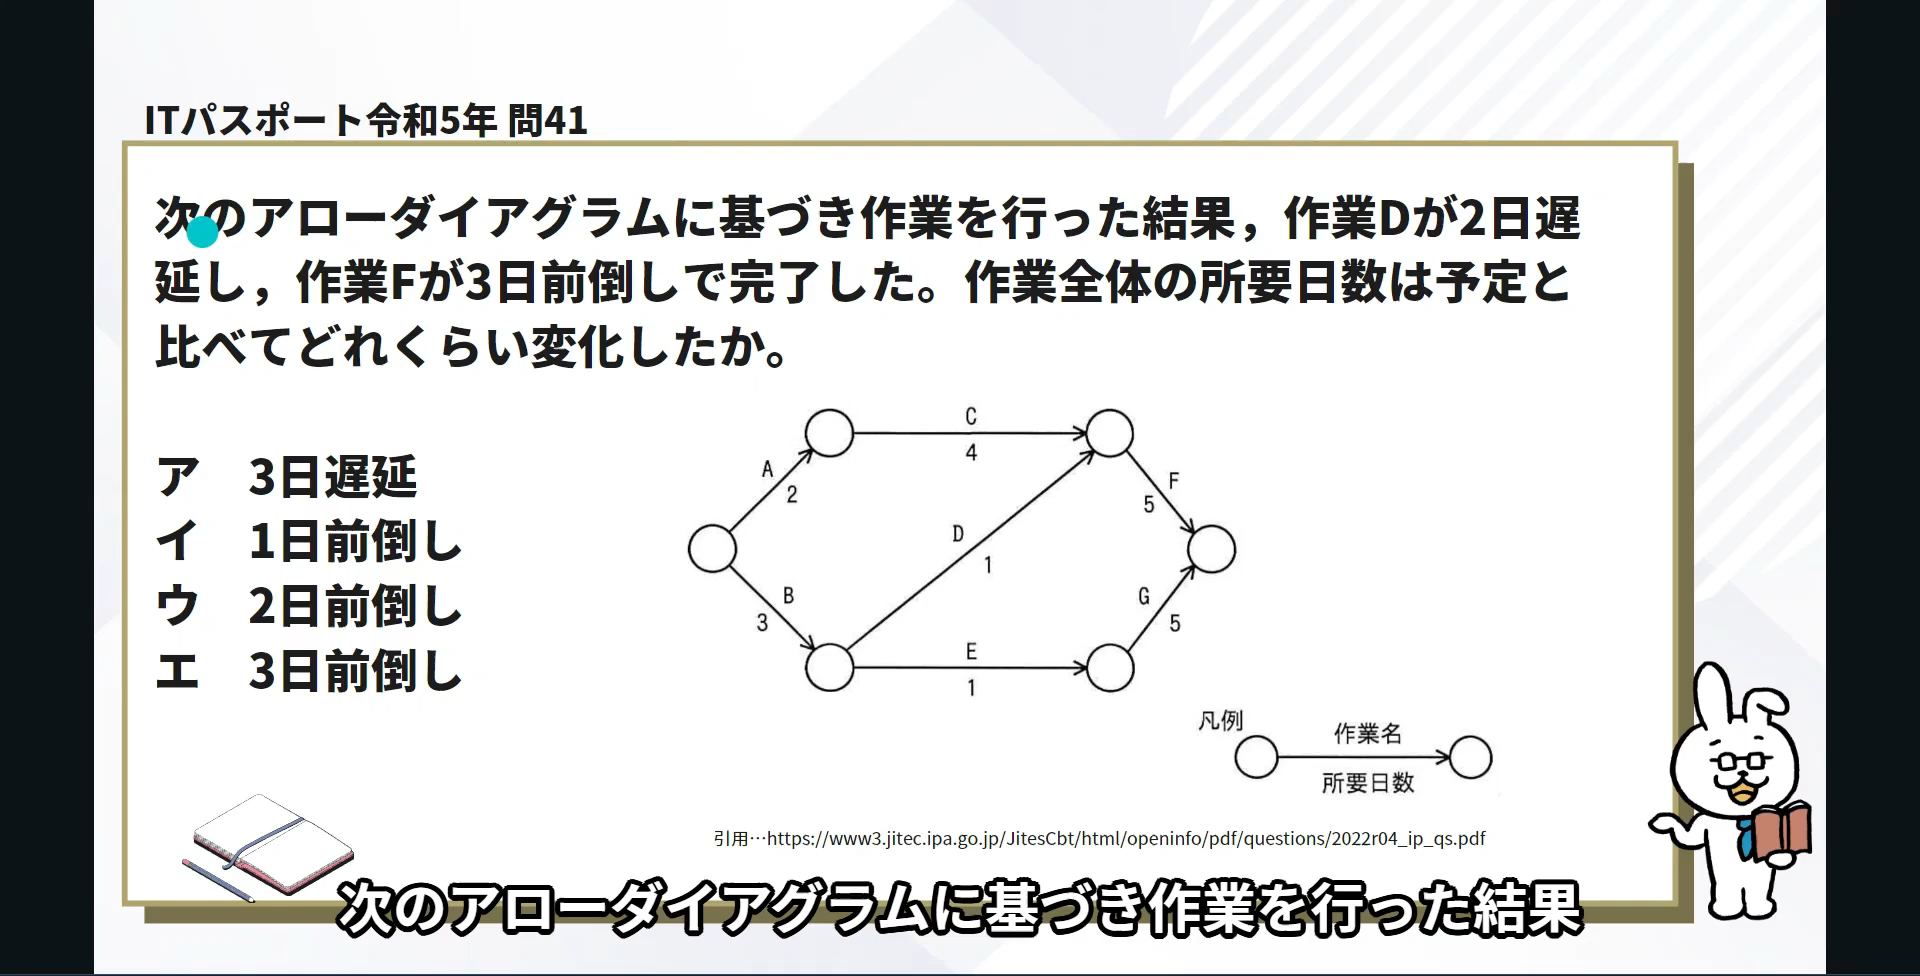 ITパスポート令和5年 問41
次のアローダイアグラムに基づき作業を行った結果，作業Dが2日遅
延し，作業Fが3日前倒しで完了した。作業全体の所要日数は予定と
比べてどれくらい変化したか。
ア　3日遅延
イ　1日前倒し
ウ　2日前倒し
エ　3日前倒し
C
4
A
2
F
5
D
1
B
3
G
5
E
1
凡例
作業名
所要日数
引用…https://www3.jitec.ipa.go.jp/JitesCbt/html/openinfo/pdf/questions/2022r04_ip_qs.pdf
次のアローダイアグラムに基づき作業を行った結果